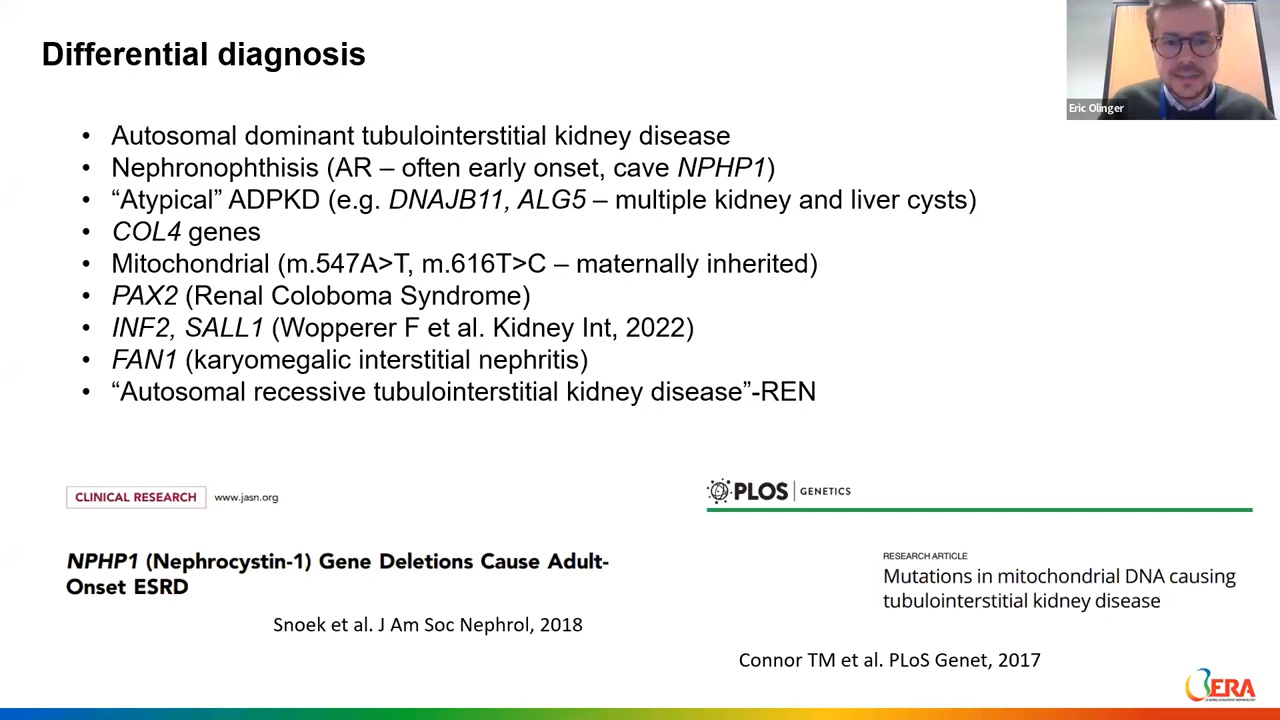 Differential diagnosis
Eric Olinger
• Autosomal dominant tubulointerstitial kidney disease
• Nephronophthisis (AR – often early onset, cave NPHP1)
• “Atypical” ADPKD (e.g. DNAJB11, ALG5 – multiple kidney and liver cysts)
• COL4 genes
• Mitochondrial (m.547A>T, m.616T>C – maternally inherited)
• PAX2 (Renal Coloboma Syndrome)
• INF2, SALL1 (Wopperer F et al. Kidney Int, 2022)
• FAN1 (karyomegalic interstitial nephritis)
• “Autosomal recessive tubulointerstitial kidney disease”-REN
CLINICAL RESEARCH www.jasn.org
NPHP1 (Nephrocystin-1) Gene Deletions Cause Adult-
Onset ESRD
Snoek et al. J Am Soc Nephrol, 2018
PLOS | GENETICS
RESEARCH ARTICLE
Mutations in mitochondrial DNA causing
tubulointerstitial kidney disease
Connor TM et al. PLoS Genet, 2017
ERA
LEADING EUROPEAN NEPHROLOGY